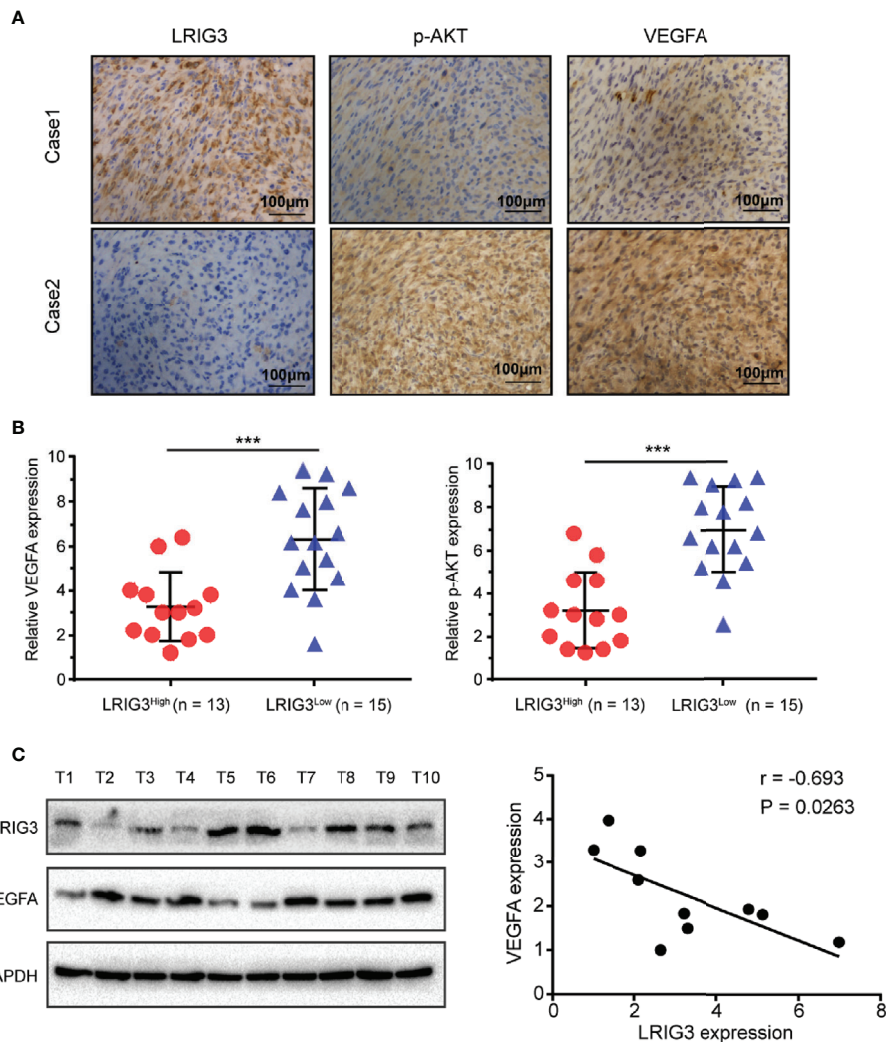 A
LRIG3 p-AKT VEGFA
Case1
100μm 100μm 100μm
Case2
100μm 100μm 100μm
B
Relative VEGFA expression
10
8
6
4
2
0
***
LRIG3High (n = 13) LRIG3Low (n = 15)
Relative p-AKT expression
10
8
6
4
2
0
***
LRIG3High (n = 13) LRIG3Low (n = 15)
C
T1 T2 T3 T4 T5 T6 T7 T8 T9 T10
RIG3
EGFA
APDH
VEGFA expression
5
4
3
2
1
0
r = -0.693
P = 0.0263
0 2 4 6 8
LRIG3 expression